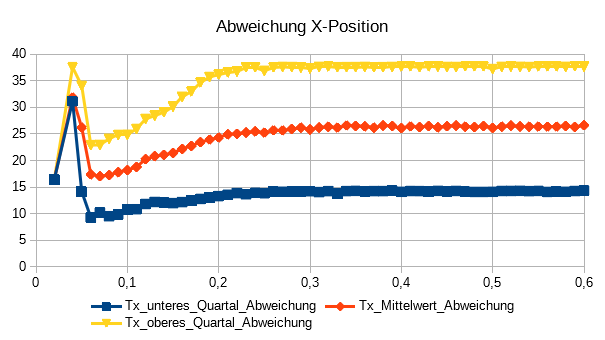 Abweichung X-Position
40
35
30
25
20
15
10
5
0
0 0,1 0,2 0,3 0,4 0,5 0,6
Tx_unteres_Quartal_Abweichung Tx_Mittelwert_Abweichung
Tx_oberes_Quartal_Abweichung